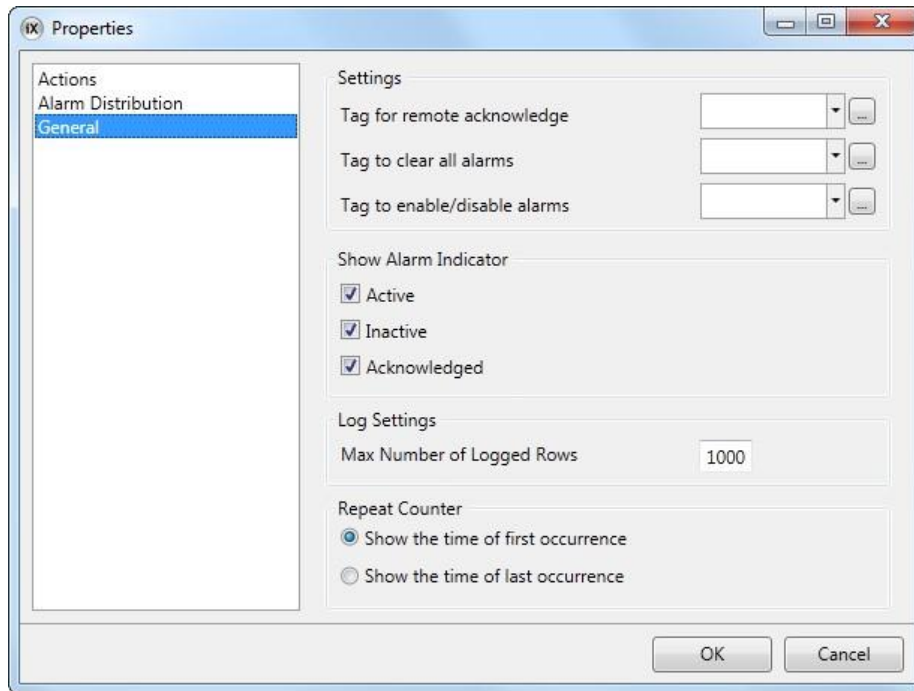 iX Properties
Actions
Alarm Distribution
General
Settings
Tag for remote acknowledge
...
Tag to clear all alarms
...
Tag to enable/disable alarms
...
Show Alarm Indicator
Active
Inactive
Acknowledged
Log Settings
Max Number of Logged Rows 1000
Repeat Counter
Show the time of first occurrence
Show the time of last occurrence
OK Cancel